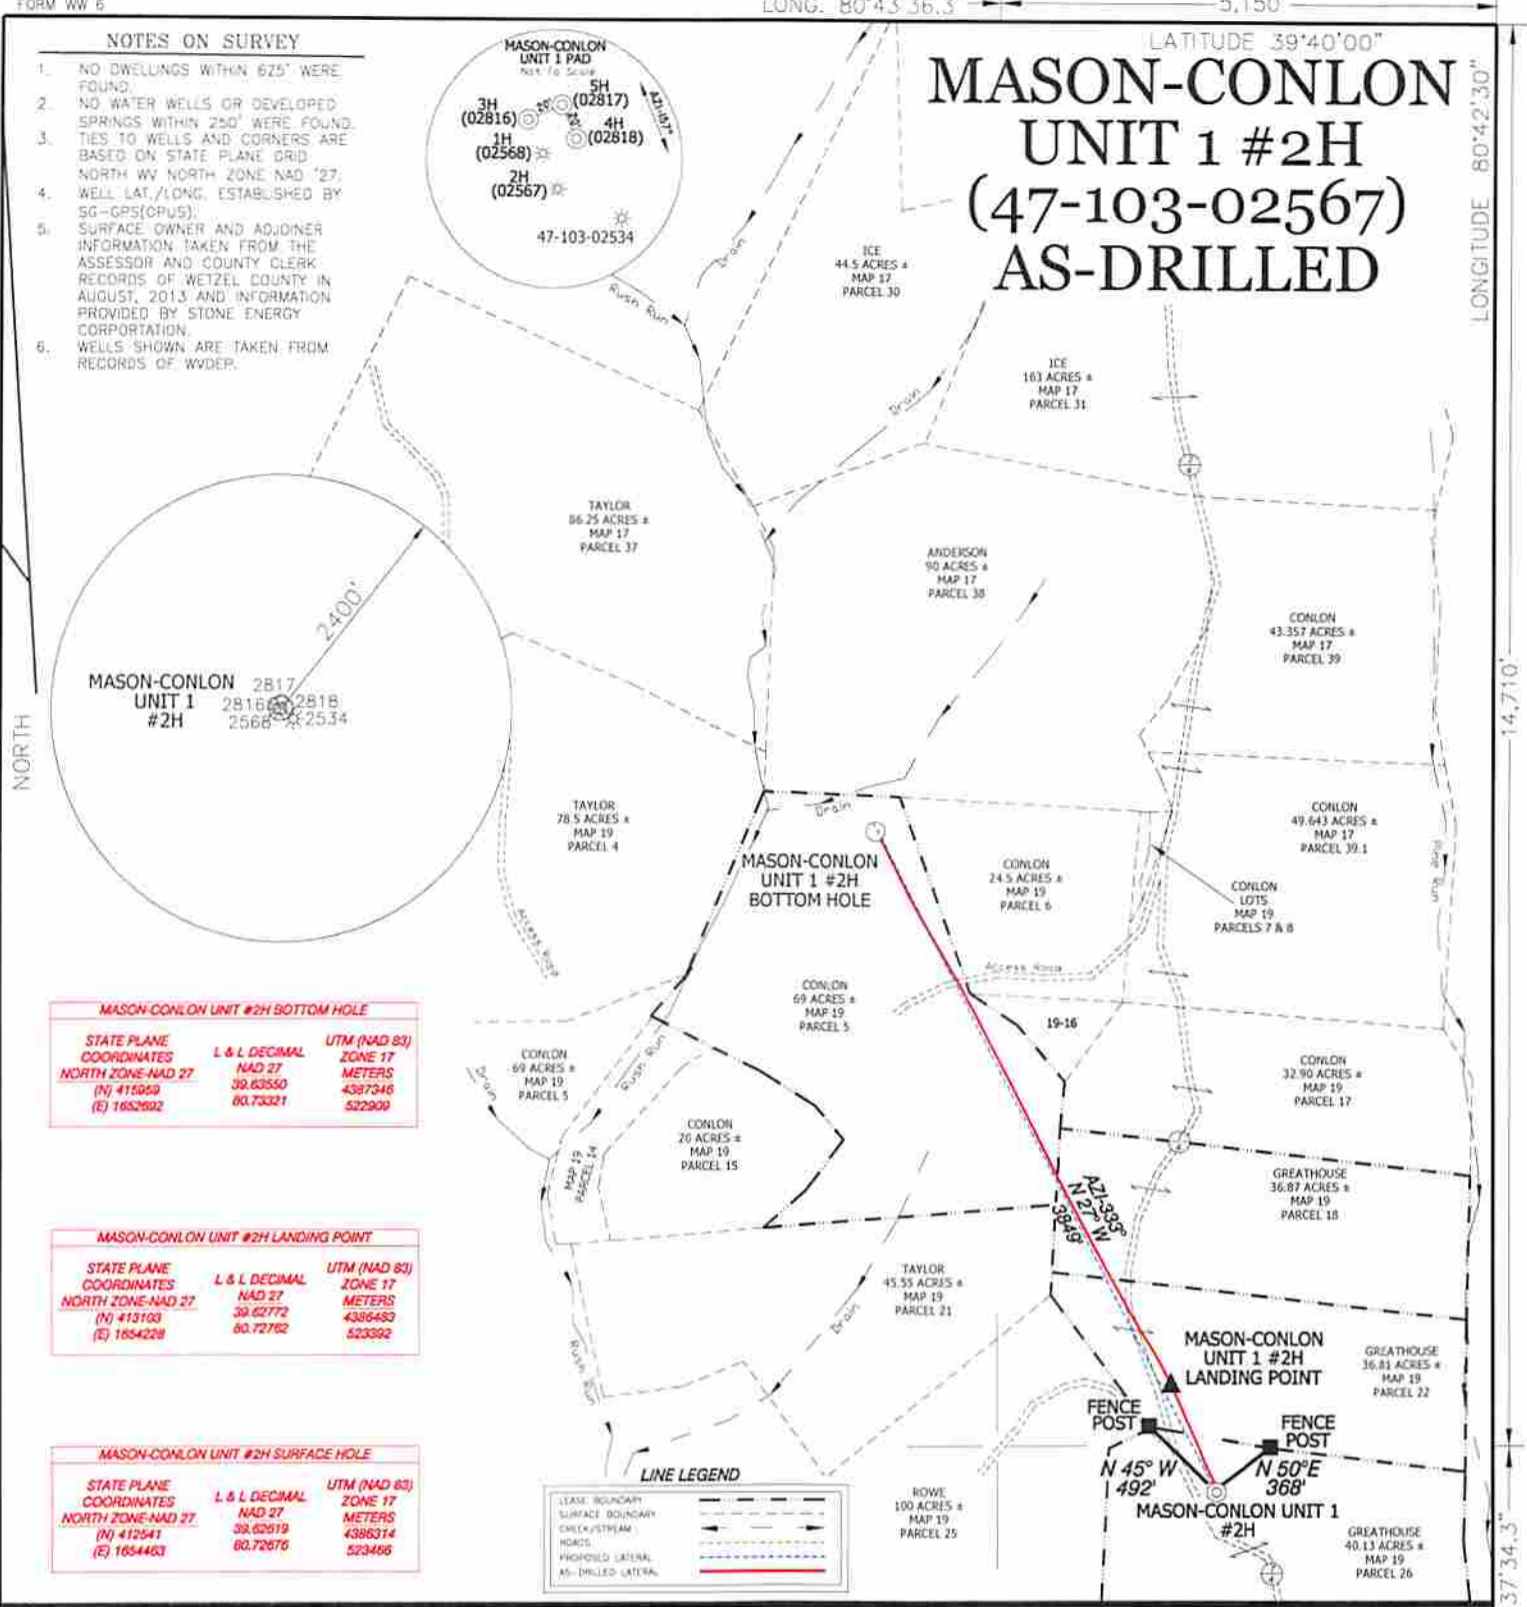 FORM WW 6
LONG. 80°43'36.3"
5,150'
LATITUDE 39°40'00"
LONGITUDE 80°42'30"
14,710'
37'34.3"
NORTH
NOTES ON SURVEY
1. NO DWELLINGS WITHIN 625' WERE
FOUND.
2. NO WATER WELLS OR DEVELOPED
SPRINGS WITHIN 250' WERE FOUND.
3. TIES TO WELLS AND CORNERS ARE
BASED ON STATE PLANE GRID
NORTH WV NORTH ZONE NAD '27.
4. WELL LAT./LONG. ESTABLISHED BY
SG-GPS(OPUS).
5. SURFACE OWNER AND ADJOINER
INFORMATION TAKEN FROM THE
ASSESSOR AND COUNTY CLERK
RECORDS OF WETZEL COUNTY IN
AUGUST, 2013 AND INFORMATION
PROVIDED BY STONE ENERGY
CORPORTATION.
6. WELLS SHOWN ARE TAKEN FROM
RECORDS OF WVDEP.
MASON-CONLON
UNIT 1 PAD
Not To Scale
5H
(02817)
3H
(02816)
4H
(02818)
1H
(02568)
2H
(02567)
47-103-02534
AZI-157°
MASON-CONLON
UNIT 1 #2H
(47-103-02567)
AS-DRILLED
Drain
Rush Run
ICE
44.5 ACRES ±
MAP 17
PARCEL 30
ICE
163 ACRES ±
MAP 17
PARCEL 31
Drain
TAYLOR
86.25 ACRES ±
MAP 17
PARCEL 37
ANDERSON
90 ACRES ±
MAP 17
PARCEL 38
CONLON
43.357 ACRES ±
MAP 17
PARCEL 39
2400'
MASON-CONLON
UNIT 1
#2H
2817
2816
2818
2568
2534
TAYLOR
78.5 ACRES ±
MAP 19
PARCEL 4
Drain
MASON-CONLON
UNIT 1 #2H
BOTTOM HOLE
CONLON
24.5 ACRES ±
MAP 19
PARCEL 6
CONLON
49.643 ACRES ±
MAP 17
PARCEL 39.1
CONLON
LOTS
MAP 19
PARCELS 7 & 8
Pine Run
Access Road
Access Road
CONLON
69 ACRES ±
MAP 19
PARCEL 5
19-16
CONLON
69 ACRES ±
MAP 19
PARCEL 5
Drain
Rush Run
CONLON
20 ACRES ±
MAP 19
PARCEL 15
MAP 19
PARCEL 14
CONLON
32.90 ACRES ±
MAP 19
PARCEL 17
GREATHOUSE
36.87 ACRES ±
MAP 19
PARCEL 18
AZI-333°
N 27° W
3849'
TAYLOR
45.55 ACRES ±
MAP 19
PARCEL 21
Drain
Rush Run
MASON-CONLON
UNIT 1 #2H
LANDING POINT
GREATHOUSE
36.81 ACRES ±
MAP 19
PARCEL 22
FENCE
POST
FENCE
POST
N 45° W
492'
N 50°E
368'
MASON-CONLON UNIT 1
#2H
ROWE
100 ACRES ±
MAP 19
PARCEL 25
GREATHOUSE
40.13 ACRES ±
MAP 19
PARCEL 26
MASON-CONLON UNIT #2H BOTTOM HOLE
STATE PLANE COORDINATES NORTH ZONE-NAD 27
(N) 415959
(E) 1652692
L & L DECIMAL NAD 27
39.63550
80.73321
UTM (NAD 83) ZONE 17 METERS
4387346
522909
MASON-CONLON UNIT #2H LANDING POINT
STATE PLANE COORDINATES NORTH ZONE-NAD 27
(N) 413103
(E) 1654228
L & L DECIMAL NAD 27
39.62772
80.72762
UTM (NAD 83) ZONE 17 METERS
4386483
523392
MASON-CONLON UNIT #2H SURFACE HOLE
STATE PLANE COORDINATES NORTH ZONE-NAD 27
(N) 412541
(E) 1654463
L & L DECIMAL NAD 27
39.62619
80.72676
UTM (NAD 83) ZONE 17 METERS
4386314
523466
LINE LEGEND
LEASE BOUNDARY
SURFACE BOUNDARY
CREEK/STREAM
ROADS
PROPOSED LATERAL
AS-DRILLED LATERAL